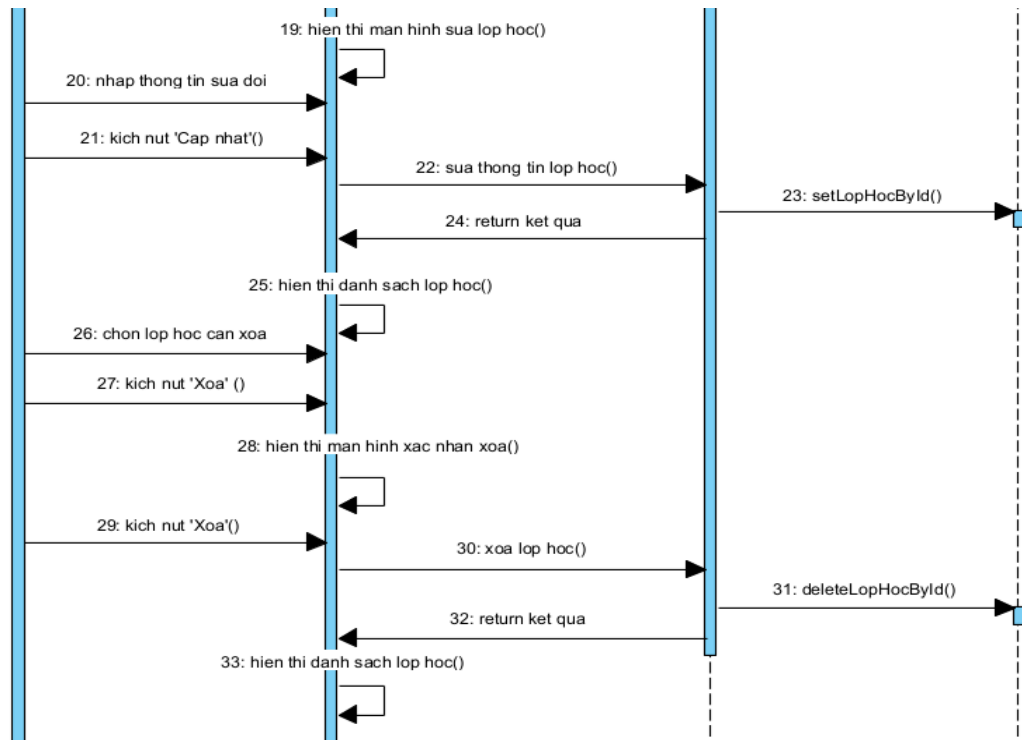 19: hien thi man hinh sua lop hoc()
20: nhap thong tin sua doi
21: kich nut 'Cap nhat'()
22: sua thong tin lop hoc()
23: setLopHocById()
24: return ket qua
25: hien thi danh sach lop hoc()
26: chon lop hoc can xoa
27: kich nut 'Xoa' ()
28: hien thi man hinh xac nhan xoa()
29: kich nut 'Xoa'()
30: xoa lop hoc()
31: deleteLopHocById()
32: return ket qua
33: hien thi danh sach lop hoc()